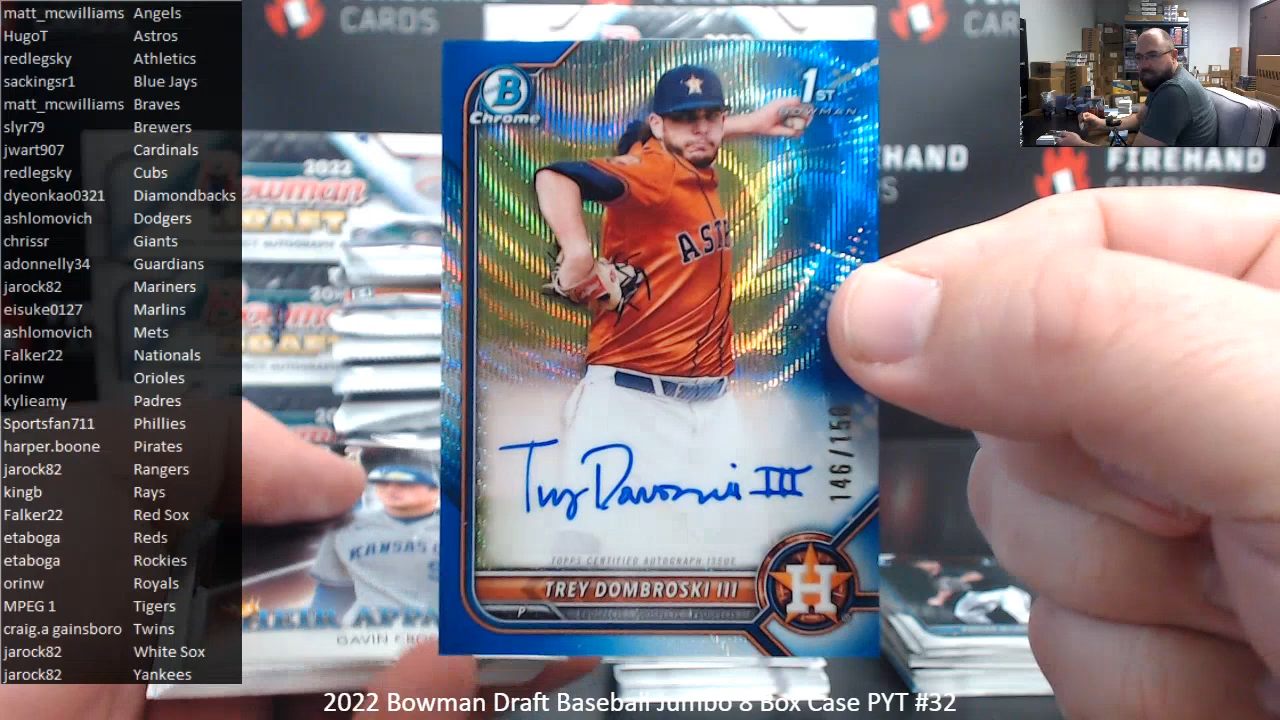 matt_mcwilliams Angels
HugoT Astros
redlegsky Athletics
sackingsr1 Blue Jays
matt_mcwilliams Braves
slyr79 Brewers
jwart907 Cardinals
redlegsky Cubs
dyeonkao0321 Diamondbacks
ashlomovich Dodgers
chrissr Giants
adonnelly34 Guardians
jarock82 Mariners
eisuke0127 Marlins
ashlomovich Mets
Falker22 Nationals
orinw Orioles
kylieamy Padres
Sportsfan711 Phillies
harper.boone Pirates
jarock82 Rangers
kingb Rays
Falker22 Red Sox
etaboga Reds
etaboga Rockies
orinw Royals
MPEG 1 Tigers
craig.a gainsboro Twins
jarock82 White Sox
jarock82 Yankees
CARDS
B
Chrome
1ST
BOWMAN
2022
Bowman
FIREHAND
CARDS
AST
146/150
Trey Dombroski III
TOPPS CERTIFIED AUTOGRAPH ISSUE
TREY DOMBROSKI III
P
H
KANSAS
HEIR APPA
GAVIN CROS
2022 Bowman Draft Baseball Jumbo 8 Box Case PYT #32